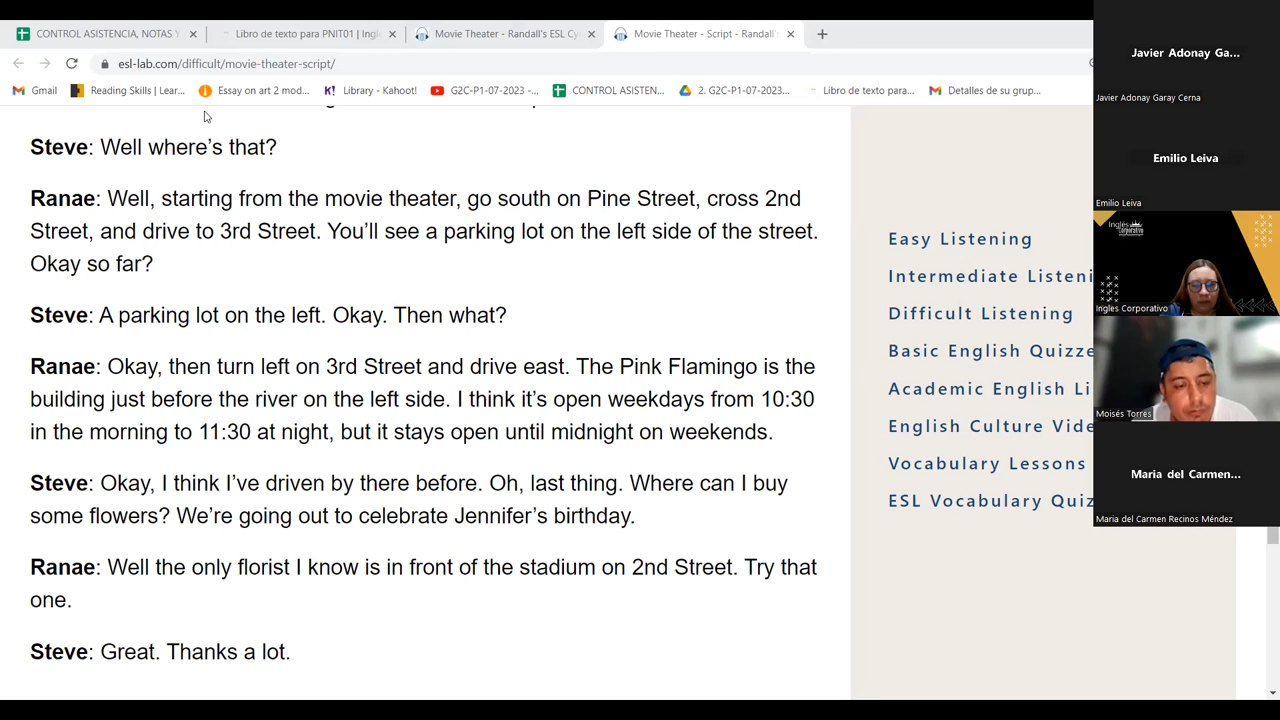 CONTROL ASISTENCIA, NOTAS Y
Libro de texto para PNIT01 | Ingl
Movie Theater - Randall's ESL Cy
Movie Theater - Script - Randall's
esl-lab.com/difficult/movie-theater-script/
Gmail
Reading Skills | Lear...
Essay on art 2 mod...
Library - Kahoot!
G2C-P1-07-2023 -...
CONTROL ASISTEN...
2. G2C-P1-07-2023...
Libro de texto para...
Detalles de su grup...
Steve: Well where's that?
Ranae: Well, starting from the movie theater, go south on Pine Street, cross 2nd
Street, and drive to 3rd Street. You'll see a parking lot on the left side of the street.
Okay so far?
Steve: A parking lot on the left. Okay. Then what?
Ranae: Okay, then turn left on 3rd Street and drive east. The Pink Flamingo is the
building just before the river on the left side. I think it's open weekdays from 10:30
in the morning to 11:30 at night, but it stays open until midnight on weekends.
Steve: Okay, I think I've driven by there before. Oh, last thing. Where can I buy
some flowers? We're going out to celebrate Jennifer's birthday.
Ranae: Well the only florist I know is in front of the stadium on 2nd Street. Try that
one.
Steve: Great. Thanks a lot.
Easy Listening
Intermediate Listeni
Difficult Listening
Basic English Quizze
Academic English Li
English Culture Vide
Vocabulary Lessons
ESL Vocabulary Quiz
Javier Adonay Ga...
Javier Adonay Garay Cerna
Emilio Leiva
Emilio Leiva
Inglés
Corporativo
Ingles Corporativo
Moisés Torres
Maria del Carmen...
Maria del Carmen Recinos Méndez